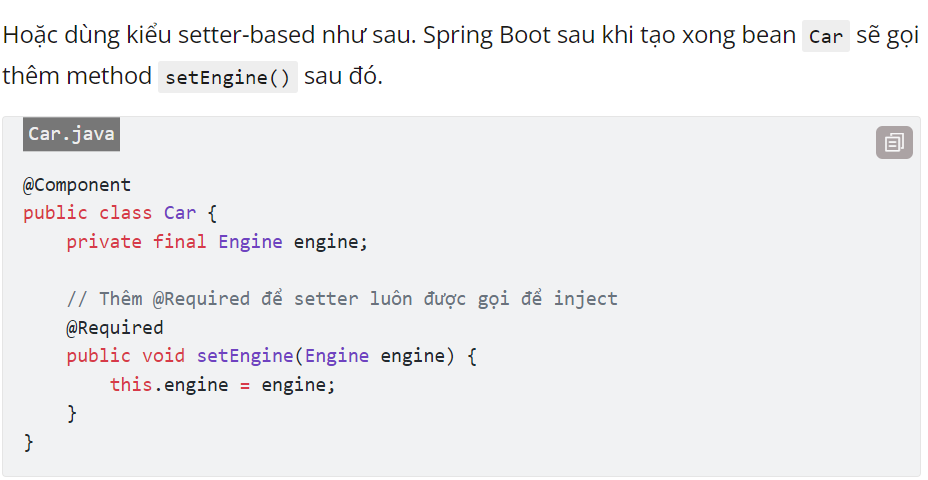 Hoặc dùng kiểu setter-based như sau. Spring Boot sau khi tạo xong bean Car sẽ gọi
thêm method setEngine() sau đó.
Car.java
@Component
public class Car {
    private final Engine engine;
    // Thêm @Required để setter luôn được gọi để inject
    @Required
    public void setEngine(Engine engine) {
        this.engine = engine;
    }
}